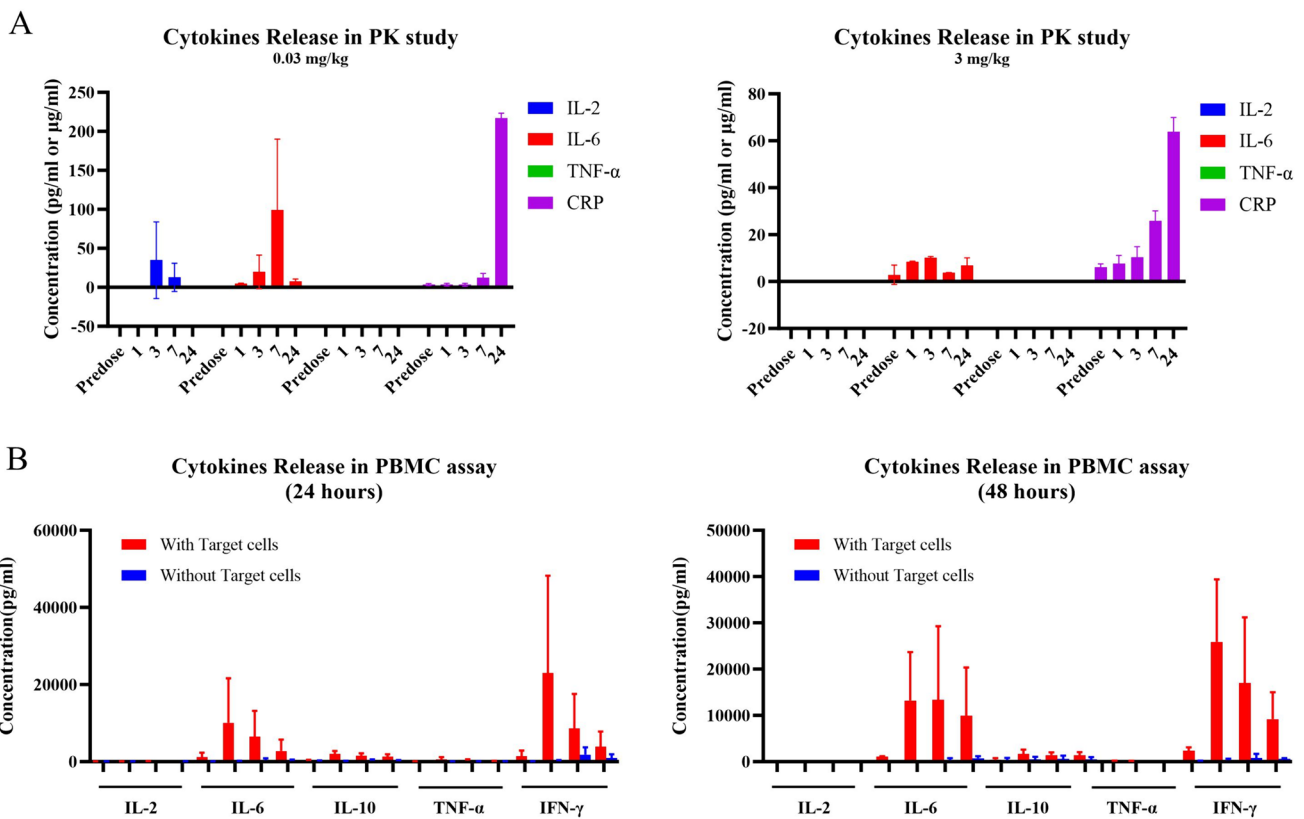 A
Cytokines Release in PK study
0.03 mg/kg
Concentration (pg/ml or μg/ml)
250
200
150
100
50
0
-50
Predose 1 3 7 24 Predose 1 3 7 24 Predose 1 3 7 24 Predose 1 3 7 24
IL-2
IL-6
TNF-α
CRP
Cytokines Release in PK study
3 mg/kg
Concentration (pg/ml or μg/ml)
80
60
40
20
0
-20
Predose 1 3 7 24 Predose 1 3 7 24 Predose 1 3 7 24 Predose 1 3 7 24
IL-2
IL-6
TNF-α
CRP
B
Cytokines Release in PBMC assay
(24 hours)
Concentration(pg/ml)
60000
40000
20000
0
With Target cells
Without Target cells
IL-2 IL-6 IL-10 TNF-α IFN-γ
Cytokines Release in PBMC assay
(48 hours)
Concentration(pg/ml)
50000
40000
30000
20000
10000
0
With Target cells
Without Target cells
IL-2 IL-6 IL-10 TNF-α IFN-γ